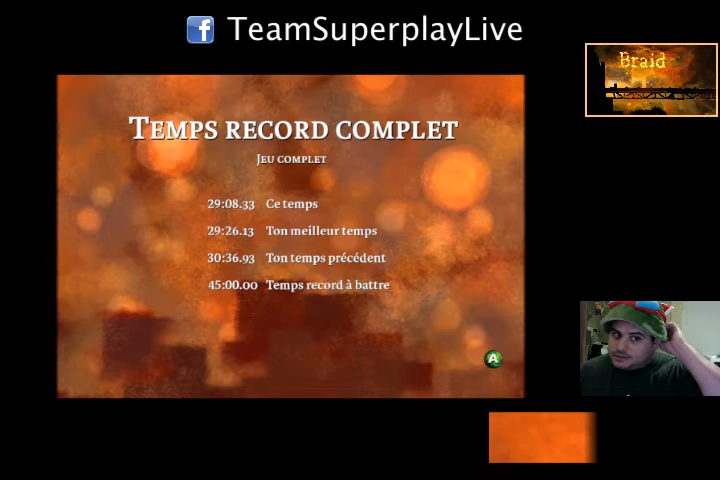 f TeamSuperplayLive
Braid
TEMPS RECORD COMPLET
JEU COMPLET
29:08.33 Ce temps
29:26.13 Ton meilleur temps
30:36.93 Ton temps précédent
45:00.00 Temps record à battre
A